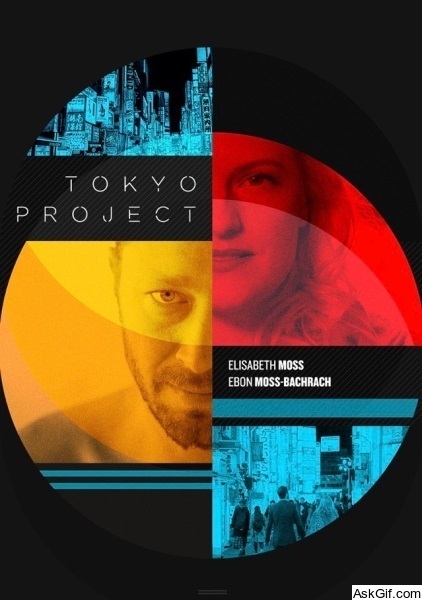 TOKYO
PROJECT
ELISABETH MOSS
EBON MOSS-BACHRACH
AskGif.com